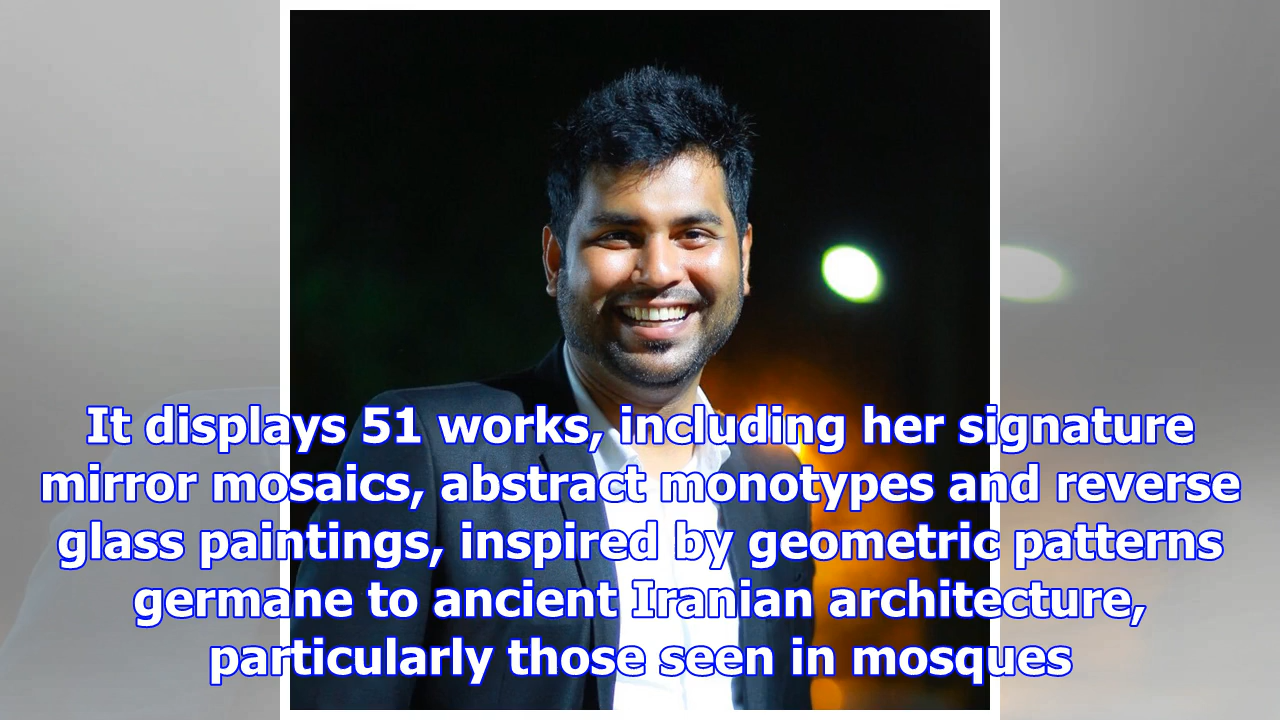 It displays 51 works, including her signature
mirror mosaics, abstract monotypes and reverse
glass paintings, inspired by geometric patterns
germane to ancient Iranian architecture,
particularly those seen in mosques